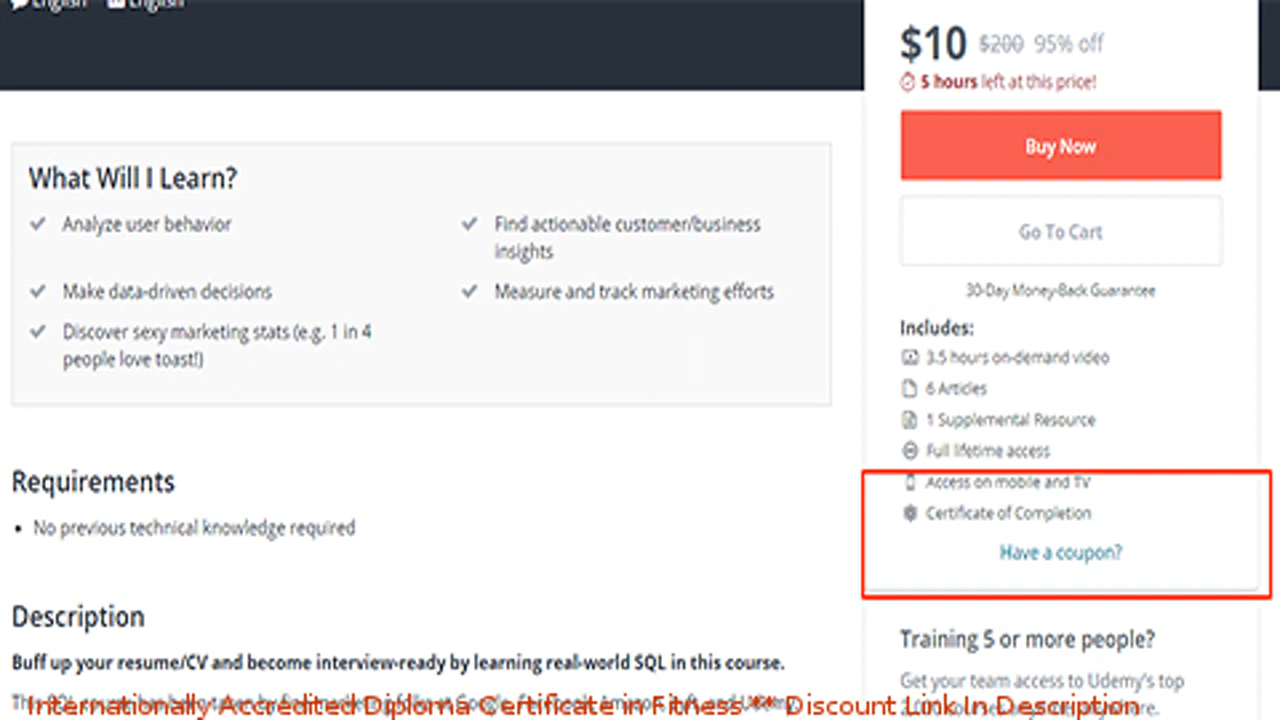 English English
$10 $200 95% off
5 hours left at this price!
Buy Now
Go To Cart
30-Day Money-Back Guarantee
Includes:
3.5 hours on-demand video
6 Articles
1 Supplemental Resource
Full lifetime access
Access on mobile and TV
Certificate of Completion
Have a coupon?
Training 5 or more people?
Get your team access to Udemy's top
What Will I Learn?
Analyze user behavior
Find actionable customer/business
insights
Make data-driven decisions
Measure and track marketing efforts
Discover sexy marketing stats (e.g. 1 in 4
people love toast!)
Requirements
• No previous technical knowledge required
Description
Buff up your resume/CV and become interview-ready by learning real-world SQL in this course.
Internationally Accredited Diploma Certificate in Fitness *** Discount Link In Description